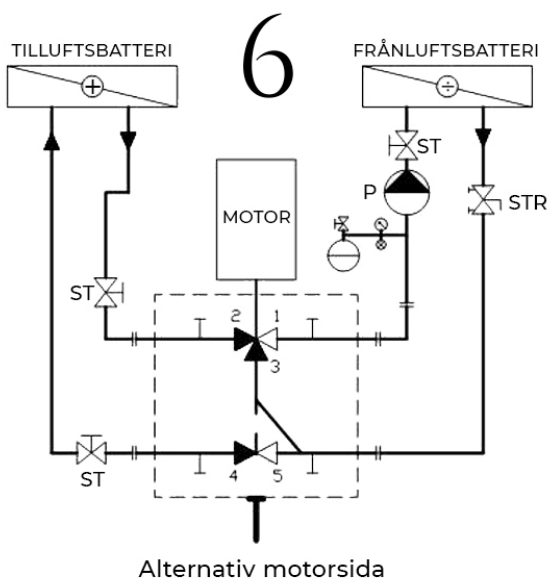 6
TILLUFTSBATTERI
FRÅNLUFTSBATTERI
ST
P
MOTOR
STR
ST
2 1
3
ST
4 5
Alternativ motorsida